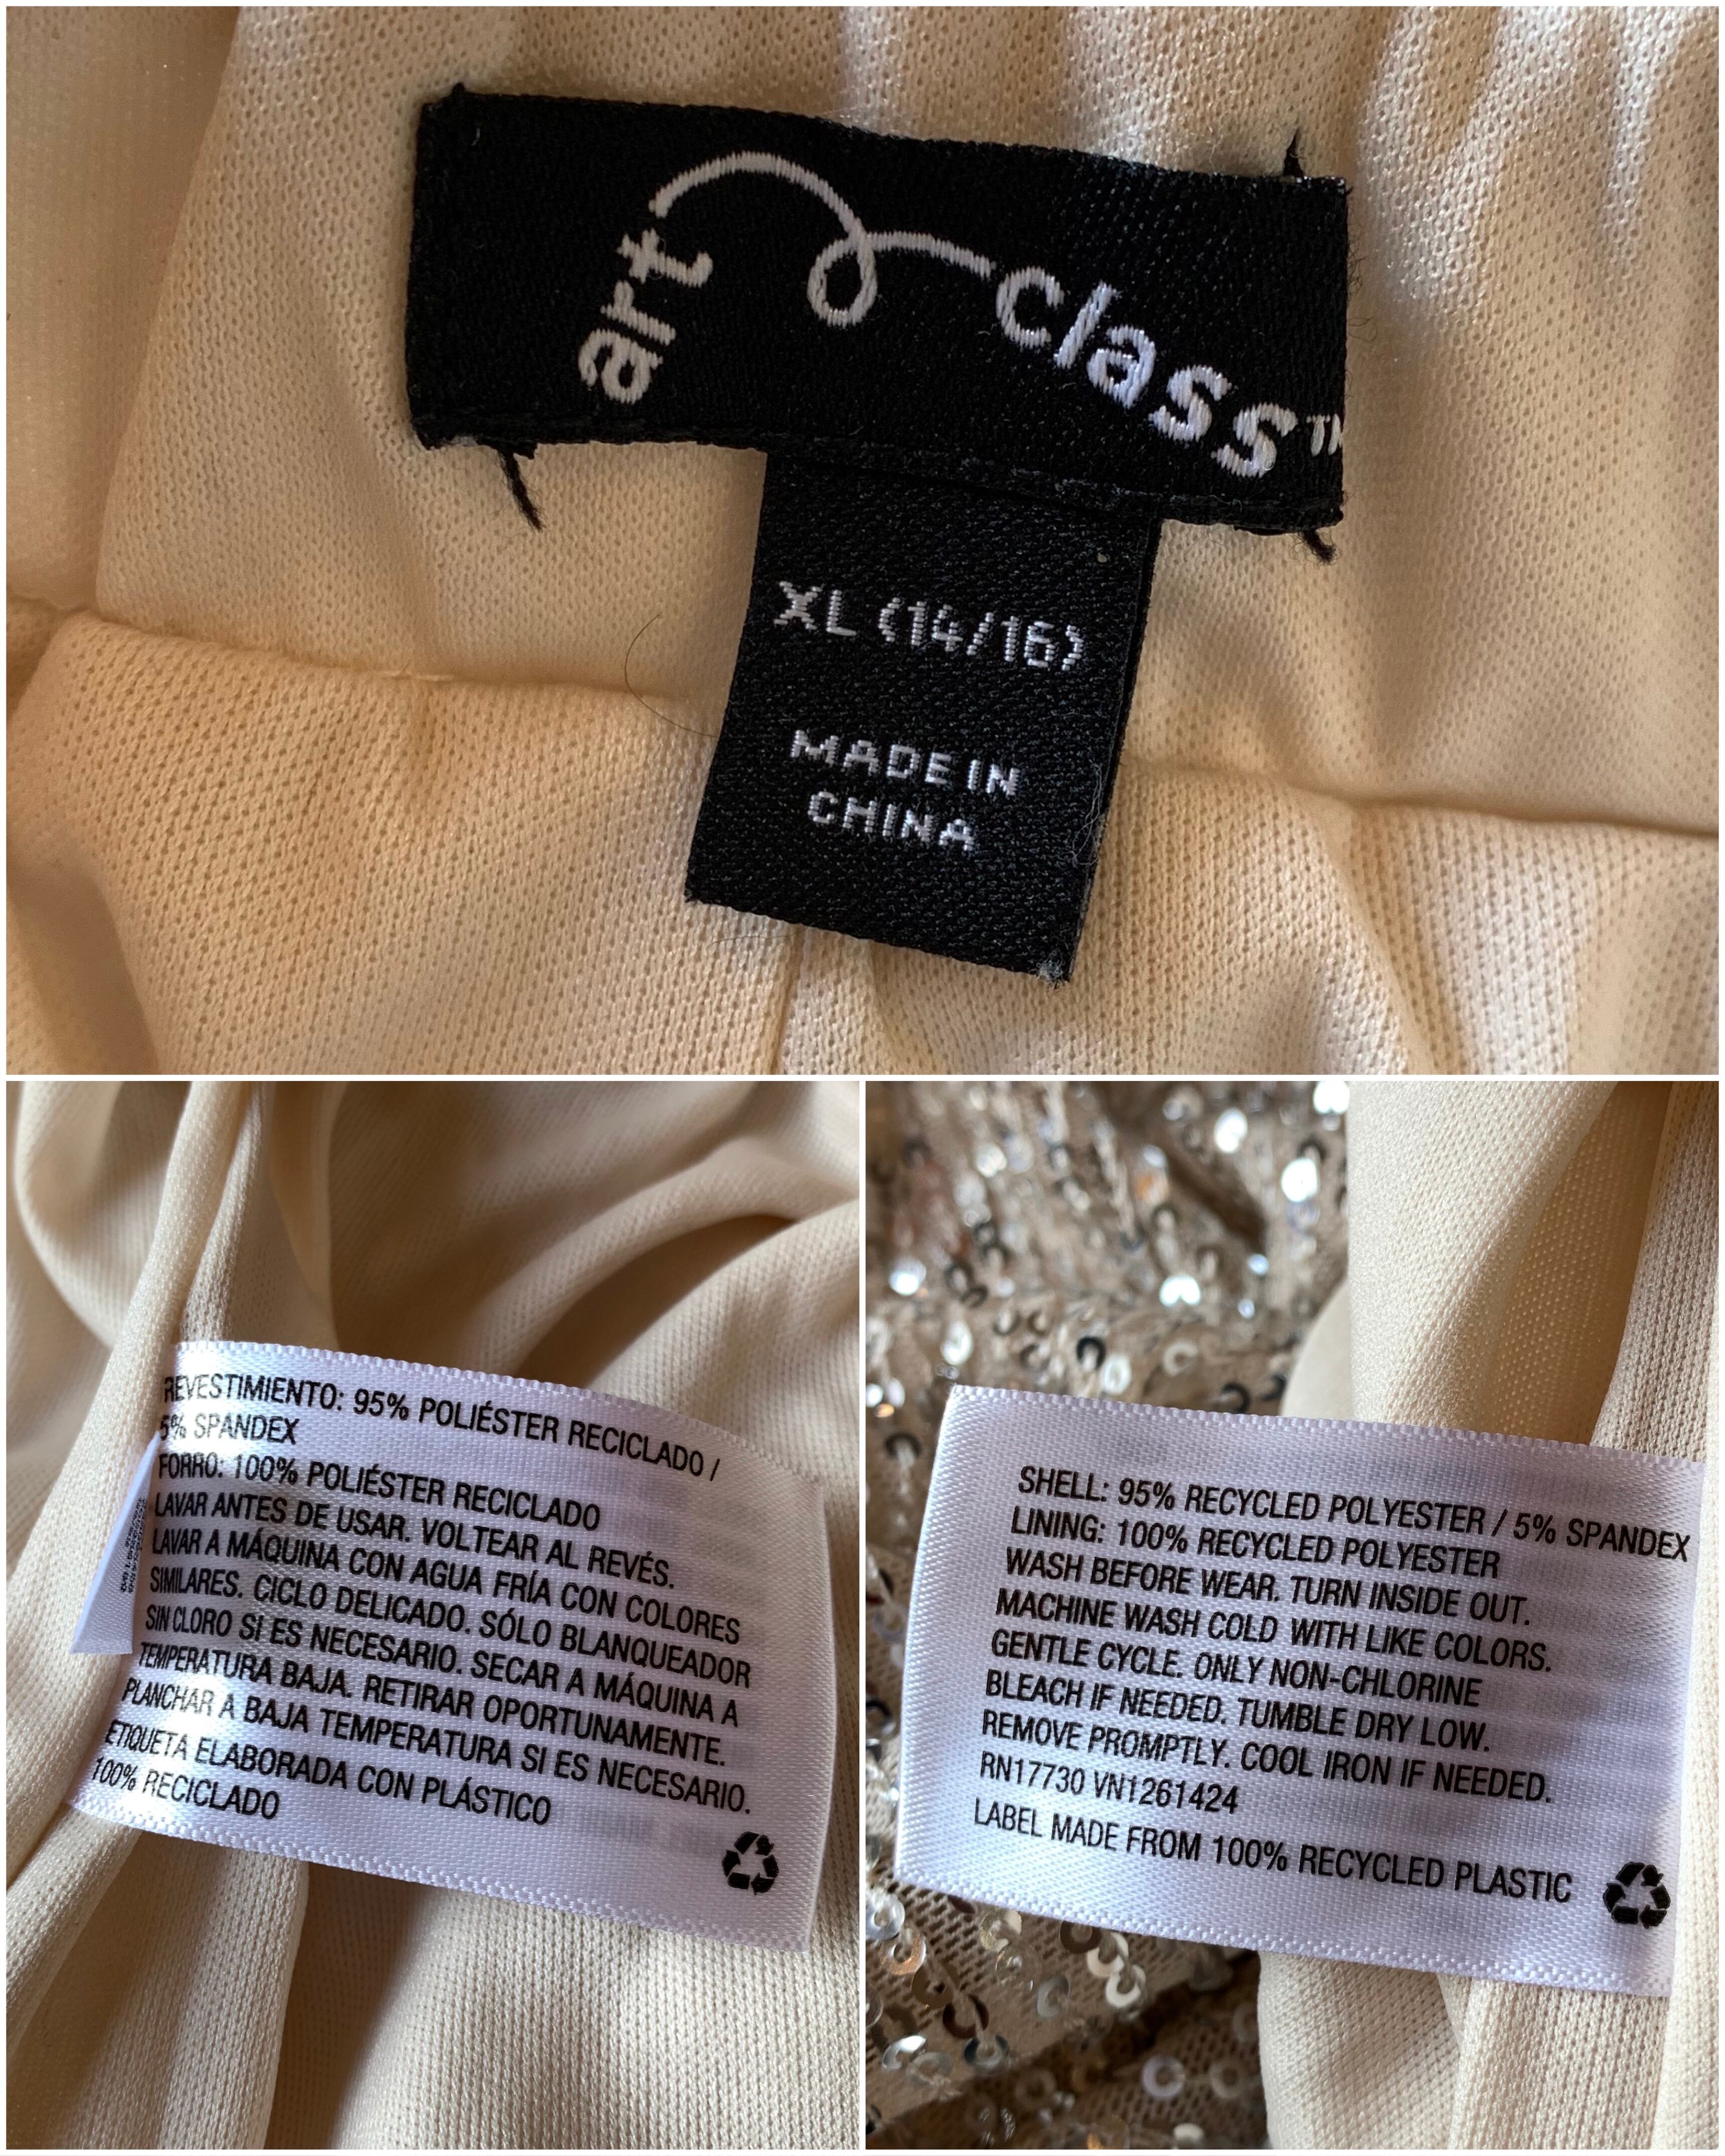 art class™
XL (14/16)
MADE IN
CHINA
REVESTIMIENTO: 95% POLIÉSTER RECICLADO /
5% SPANDEX
FORRO: 100% POLIÉSTER RECICLADO
LAVAR ANTES DE USAR. VOLTEAR AL REVÉS.
LAVAR A MÁQUINA CON AGUA FRÍA CON COLORES
SIMILARES. CICLO DELICADO. SÓLO BLANQUEADOR
SIN CLORO SI ES NECESARIO. SECAR A MÁQUINA A
TEMPERATURA BAJA. RETIRAR OPORTUNAMENTE.
PLANCHAR A BAJA TEMPERATURA SI ES NECESARIO.
ETIQUETA ELABORADA CON PLÁSTICO
100% RECICLADO
SHELL: 95% RECYCLED POLYESTER / 5% SPANDEX
LINING: 100% RECYCLED POLYESTER
WASH BEFORE WEAR. TURN INSIDE OUT.
MACHINE WASH COLD WITH LIKE COLORS.
GENTLE CYCLE. ONLY NON-CHLORINE
BLEACH IF NEEDED. TUMBLE DRY LOW.
REMOVE PROMPTLY. COOL IRON IF NEEDED.
RN17730 VN1261424
LABEL MADE FROM 100% RECYCLED PLASTIC